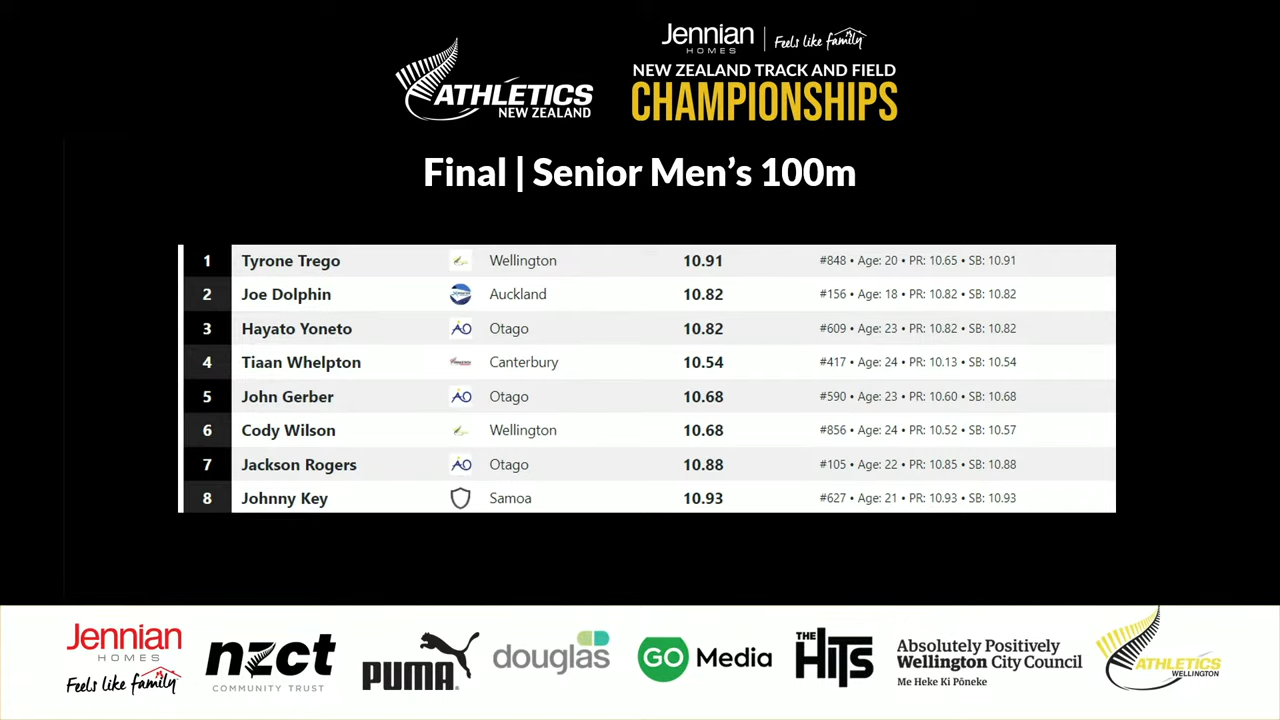 Jennian HOMES | Feels like family
ATHLETICS NEW ZEALAND
NEW ZEALAND TRACK AND FIELD
CHAMPIONSHIPS
Final | Senior Men's 100m
1 Tyrone Trego Wellington 10.91 #848 • Age: 20 • PR: 10.65 • SB: 10.91
2 Joe Dolphin Auckland 10.82 #156 • Age: 18 • PR: 10.82 • SB: 10.82
3 Hayato Yoneto AO Otago 10.82 #609 • Age: 23 • PR: 10.82 • SB: 10.82
4 Tiaan Whelpton Canterbury 10.54 #417 • Age: 24 • PR: 10.13 • SB: 10.54
5 John Gerber AO Otago 10.68 #590 • Age: 23 • PR: 10.60 • SB: 10.68
6 Cody Wilson Wellington 10.68 #856 • Age: 24 • PR: 10.52 • SB: 10.57
7 Jackson Rogers AO Otago 10.88 #105 • Age: 22 • PR: 10.85 • SB: 10.88
8 Johnny Key Samoa 10.93 #627 • Age: 21 • PR: 10.93 • SB: 10.93
Jennian
HOMES
Feels like family
nzct
COMMUNITY TRUST
PUMA
douglas
GO Media
THE HITS
Absolutely Positively
Wellington City Council
Me Heke Ki Pōneke
ATHLETICS
WELLINGTON